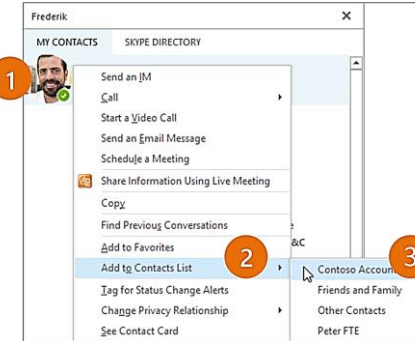 Frederik
MY CONTACTS SKYPE DIRECTORY
1
Send an IM
Call
Start a Video Call
Send an Email Message
Schedule a Meeting
Share Information Using Live Meeting
Copy
Find Previous Conversations
Add to Favorites
&C
Add to Contacts List
2
3
Contoso Accoun
Tag for Status Change Alerts
Friends and Family
Change Privacy Relationship
Other Contacts
See Contact Card
Peter FTE